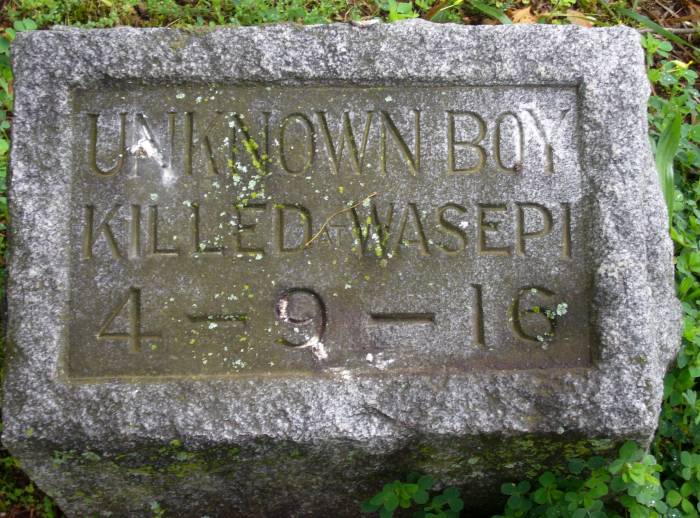 UNKNOWN BOY
KILLED AT WASEPI
4-9-16